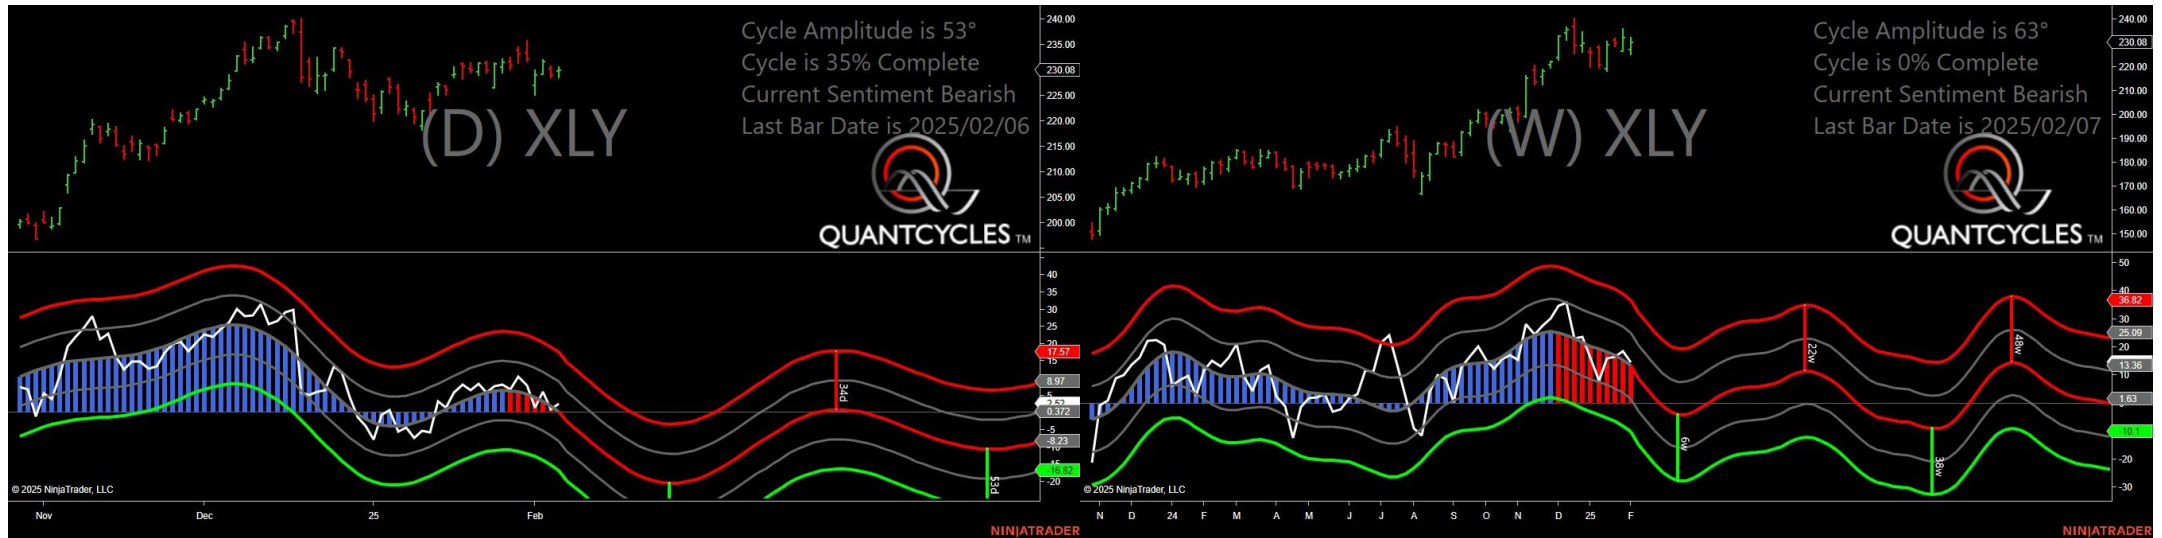 Cycle Amplitude is 53°
Cycle is 35% Complete
Current Sentiment Bearish
Last Bar Date is 2025/02/06
(D) XLY
QUANTCYCLES TM
240.00
235.00
230.08
225.00
220.00
215.00
210.00
205.00
200.00
40
35
30
25
20
17.57
15
8.97
5
2.52
0.372
-5
-8.23
-10
-15
-16.82
-20
34d
53d
© 2025 NinjaTrader, LLC
Nov Dec 25 Feb
NINJATRADER
Cycle Amplitude is 63°
Cycle is 0% Complete
Current Sentiment Bearish
Last Bar Date is 2025/02/07
(W) XLY
QUANTCYCLES TM
240.00
230.08
220.00
210.00
200.00
190.00
180.00
170.00
160.00
150.00
50
40
36.82
30
25.09
20
13.36
10
1.63
-10.1
-20
-30
6w
22w
38w
48w
© 2025 NinjaTrader, LLC
N D 24 F M A M J J A S O N D 25 F
NINJATRADER